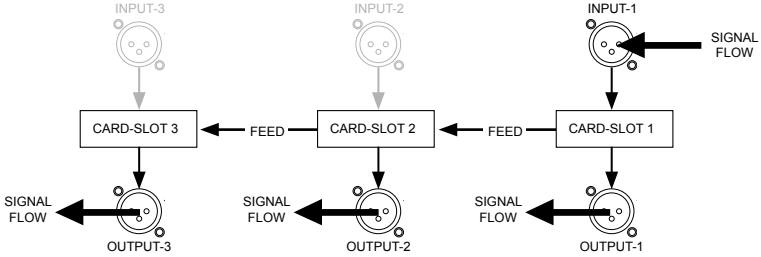 INPUT-3
INPUT-2
INPUT-1
SIGNAL
FLOW
CARD-SLOT 3
FEED
CARD-SLOT 2
FEED
CARD-SLOT 1
SIGNAL
FLOW
SIGNAL
FLOW
SIGNAL
FLOW
OUTPUT-3
OUTPUT-2
OUTPUT-1